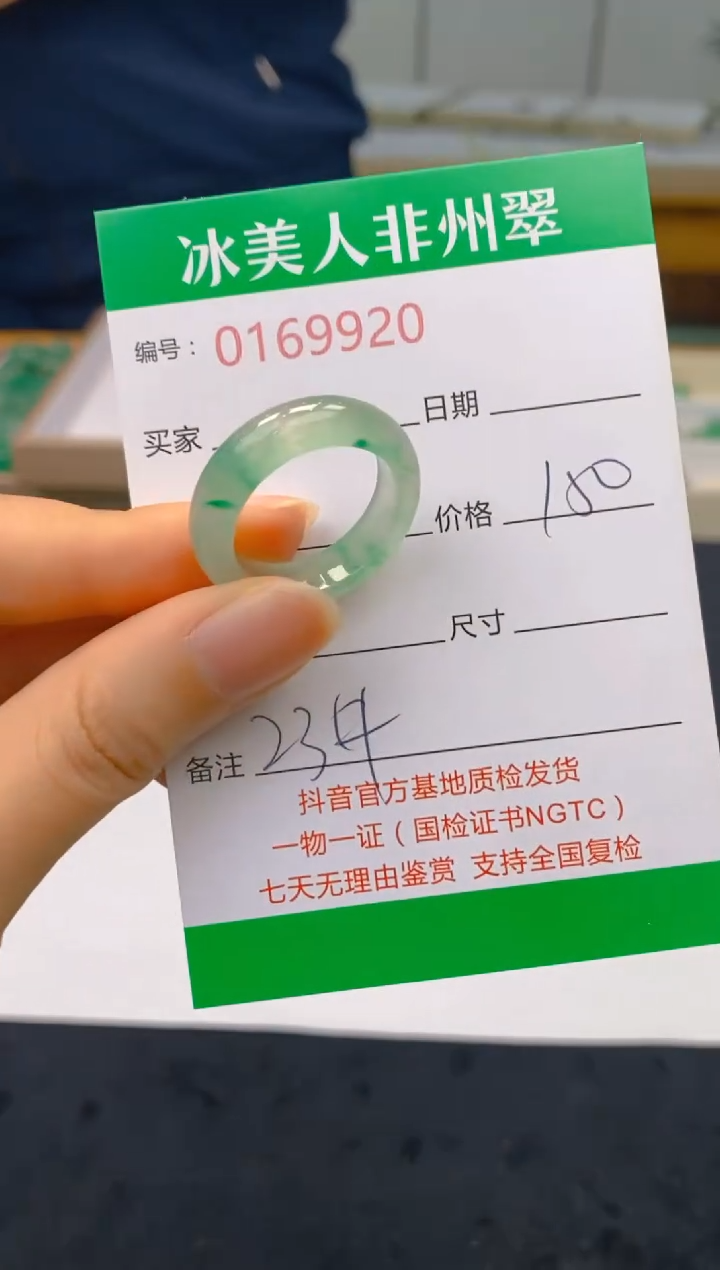 冰美人非州翠
编号：0169920
买家 日期
价格 180
尺寸
备注 23
抖音官方基地质检发货
一物一证（国检证书NGTC）
七天无理由鉴赏 支持全国复检